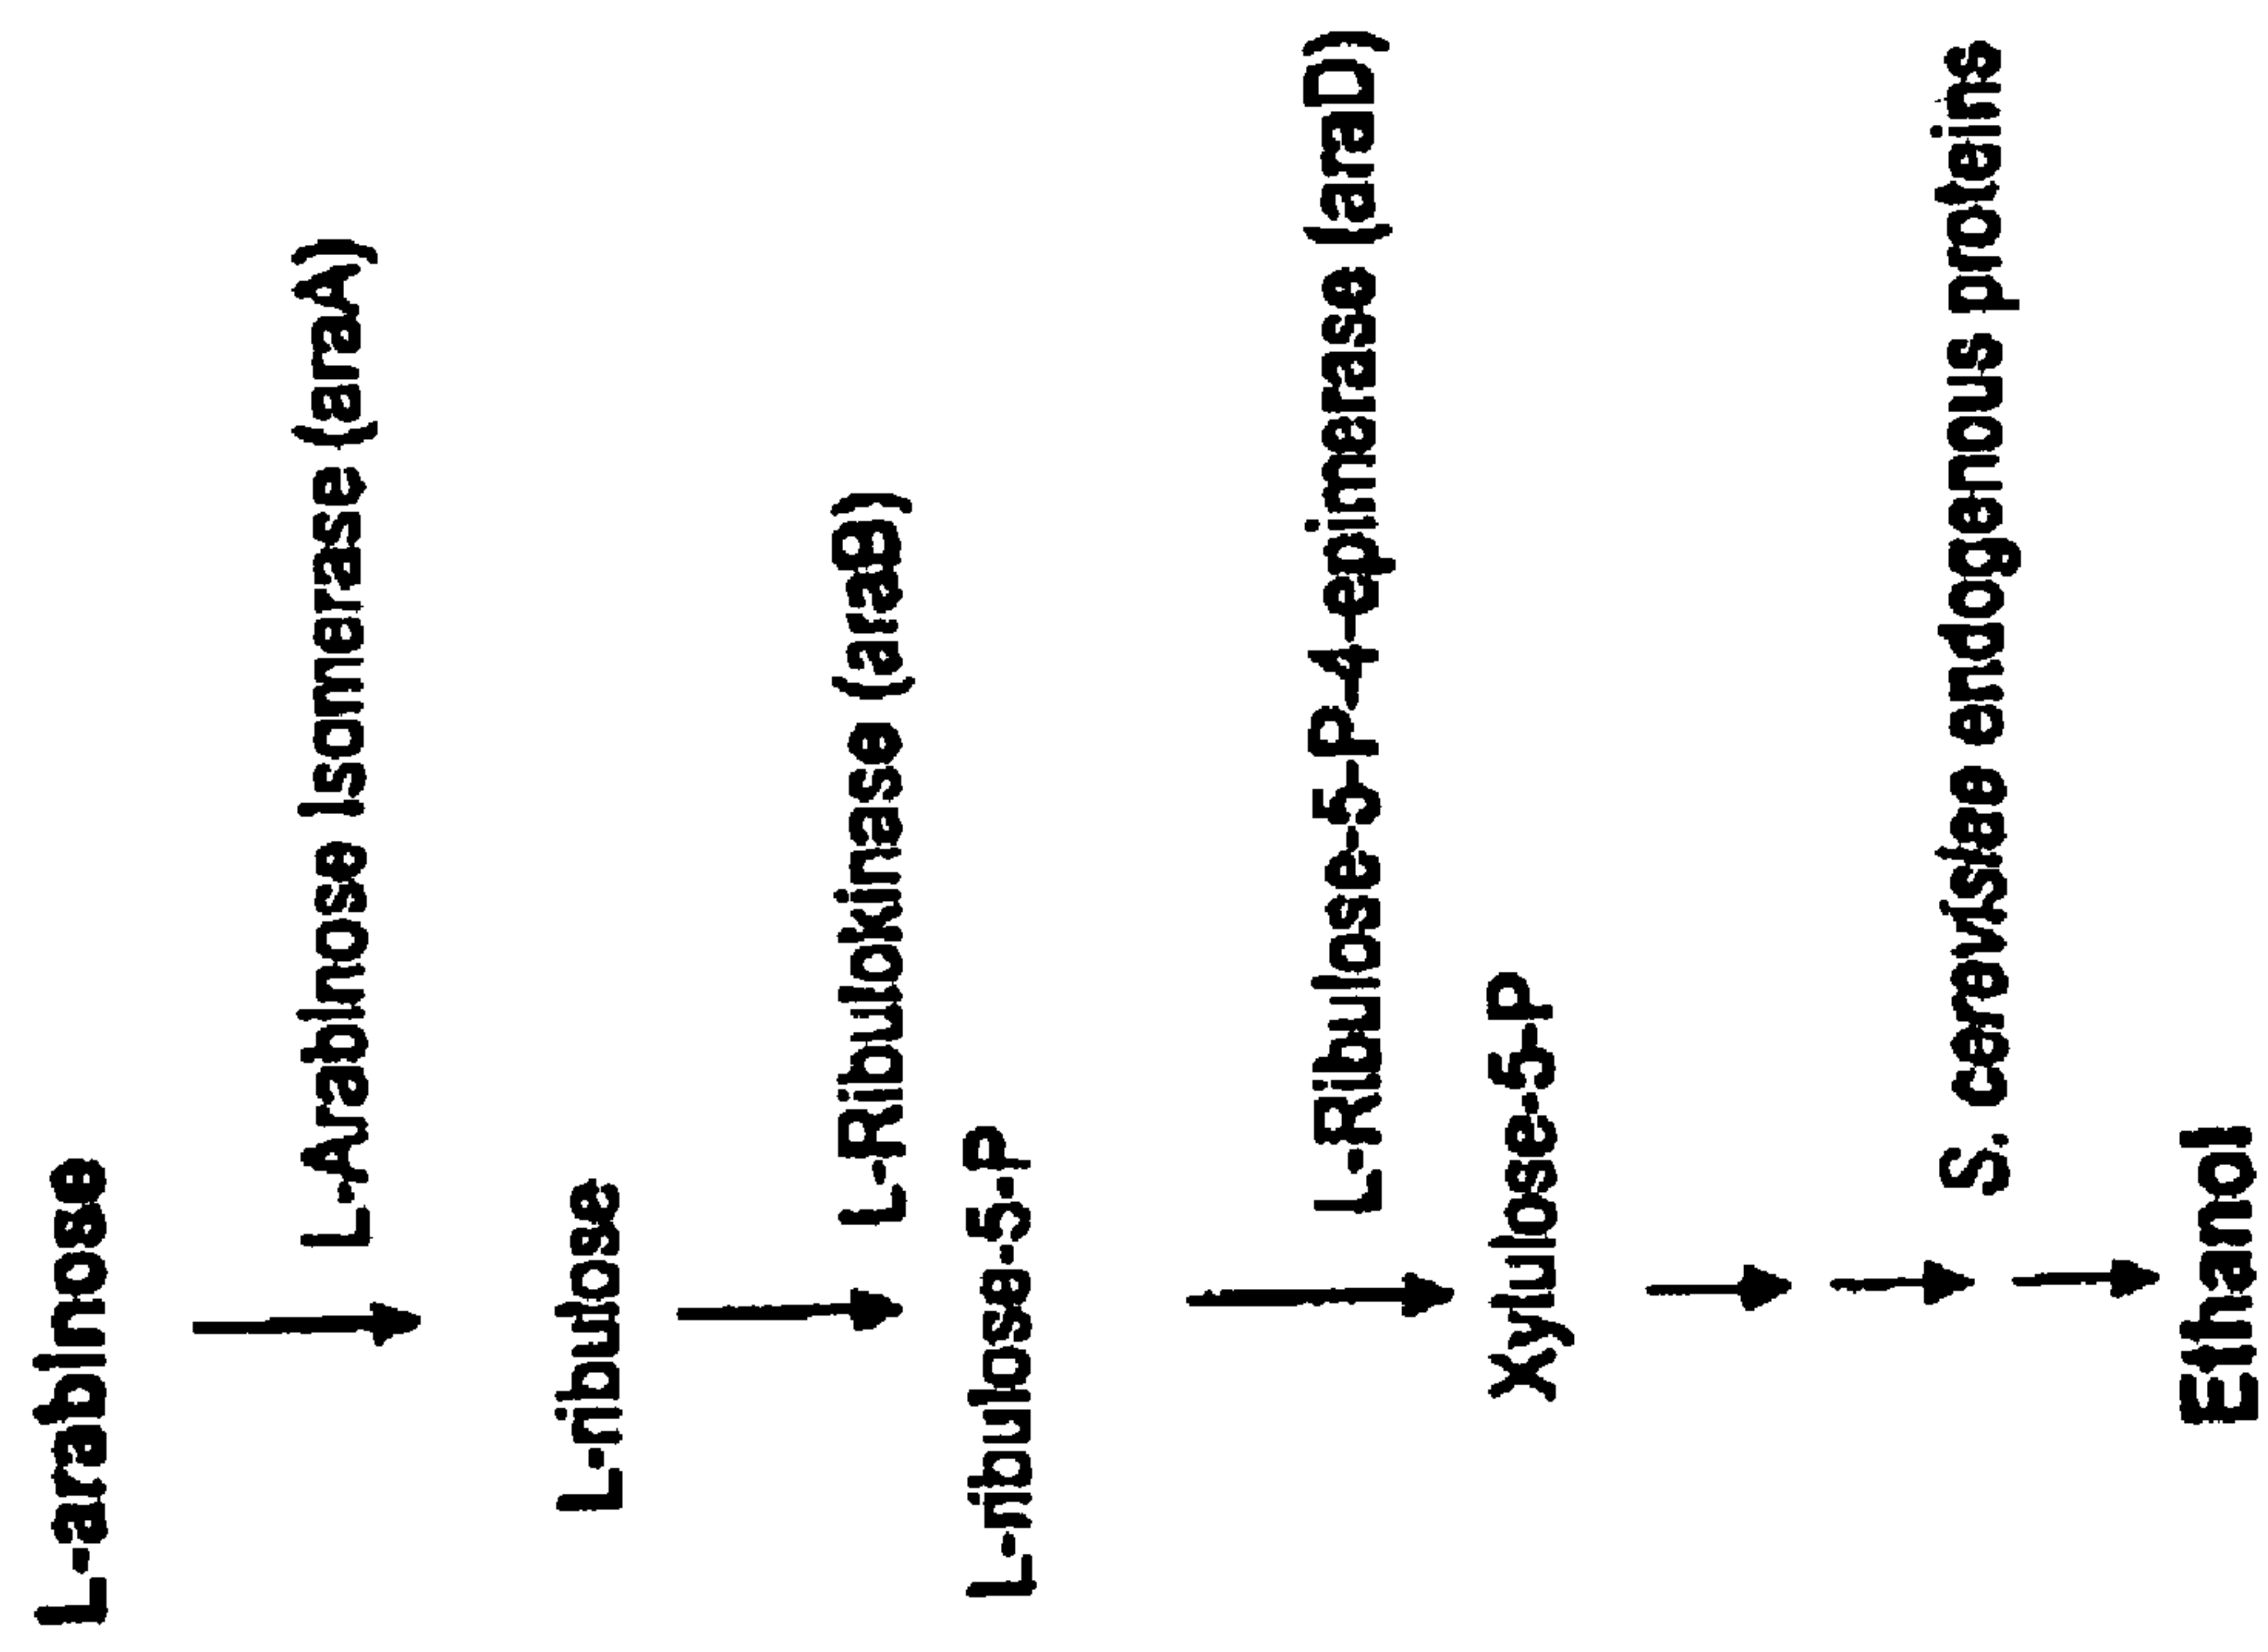 L-arabinose
L-Arabinose Isomerase (araA)
L-ribulose
L-Ribulokinase (araB)
L-ribulose-5-P
L-Ribulose-5-P-4-epimerase (araD)
Xylulose-5-P
S. cerevisiae endogenous proteins
Ethanol